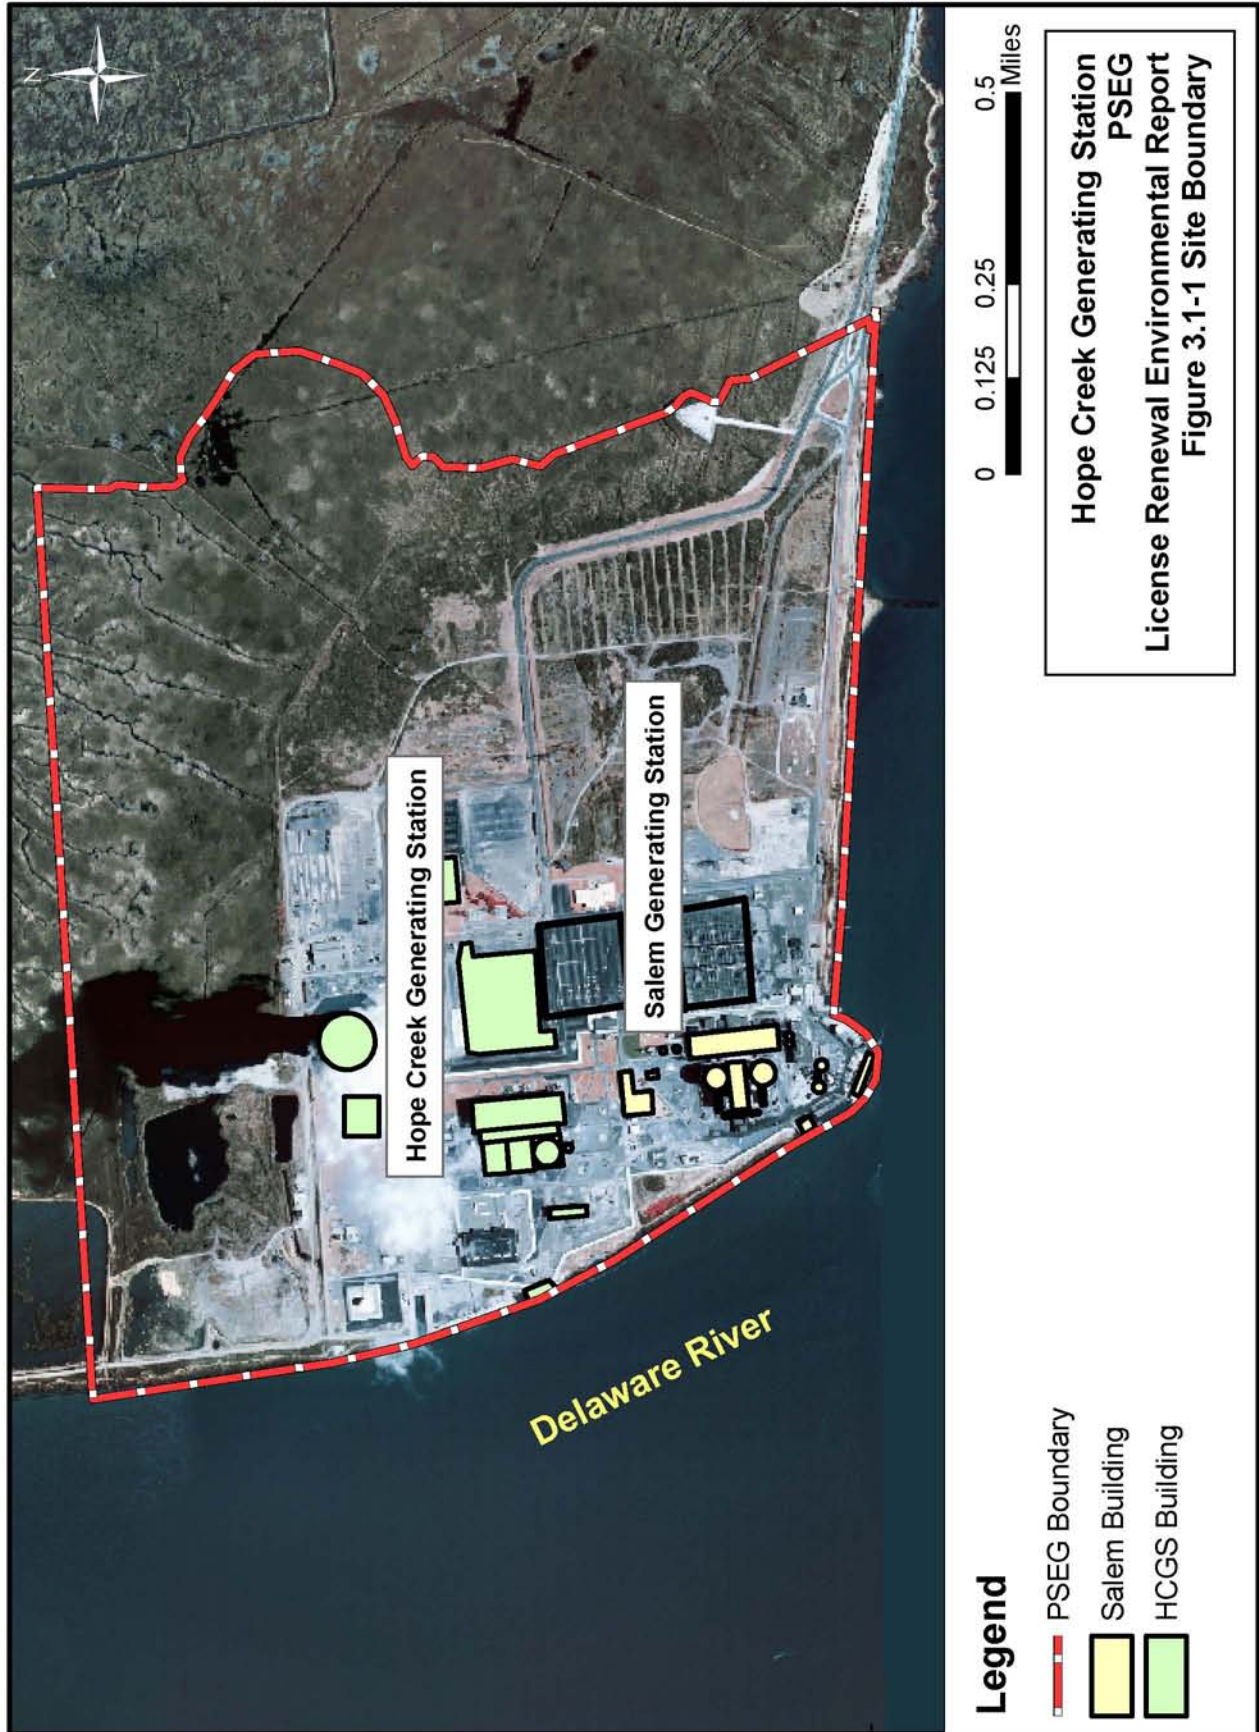 N
Hope Creek Generating Station
Salem Generating Station
Delaware River
Legend
PSEG Boundary
Salem Building
HCGS Building
0 0.125 0.25 0.5
Miles
Hope Creek Generating Station
PSEG
License Renewal Environmental Report
Figure 3.1-1 Site Boundary